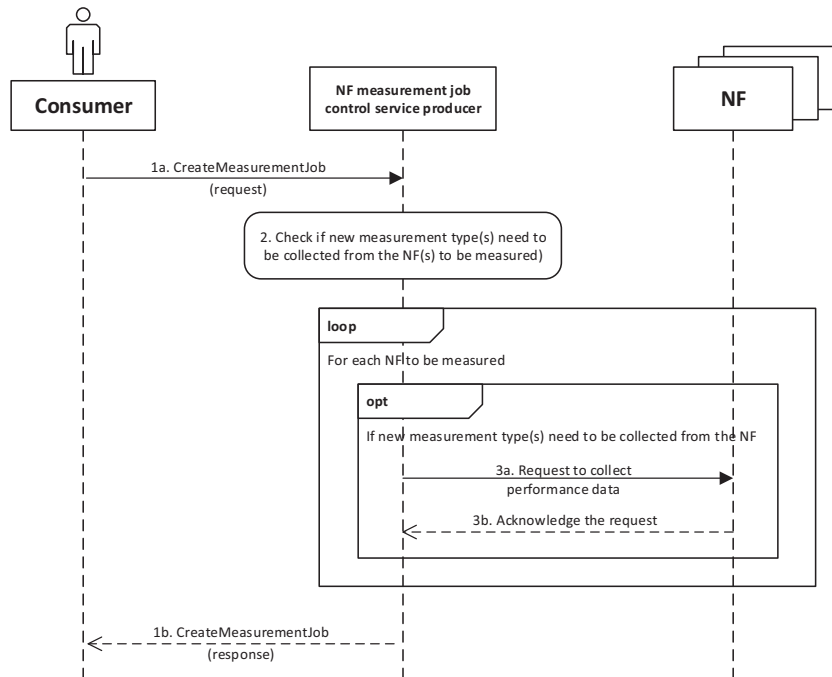 Consumer
NF measurement job
control service producer
NF
1a. CreateMeasurementJob
(request)
2. Check if new measurement type(s) need to
be collected from the NF(s) to be measured)
loop
For each NF to be measured
opt
If new measurement type(s) need to be collected from the NF
3a. Request to collect
performance data
3b. Acknowledge the request
1b. CreateMeasurementJob
(response)